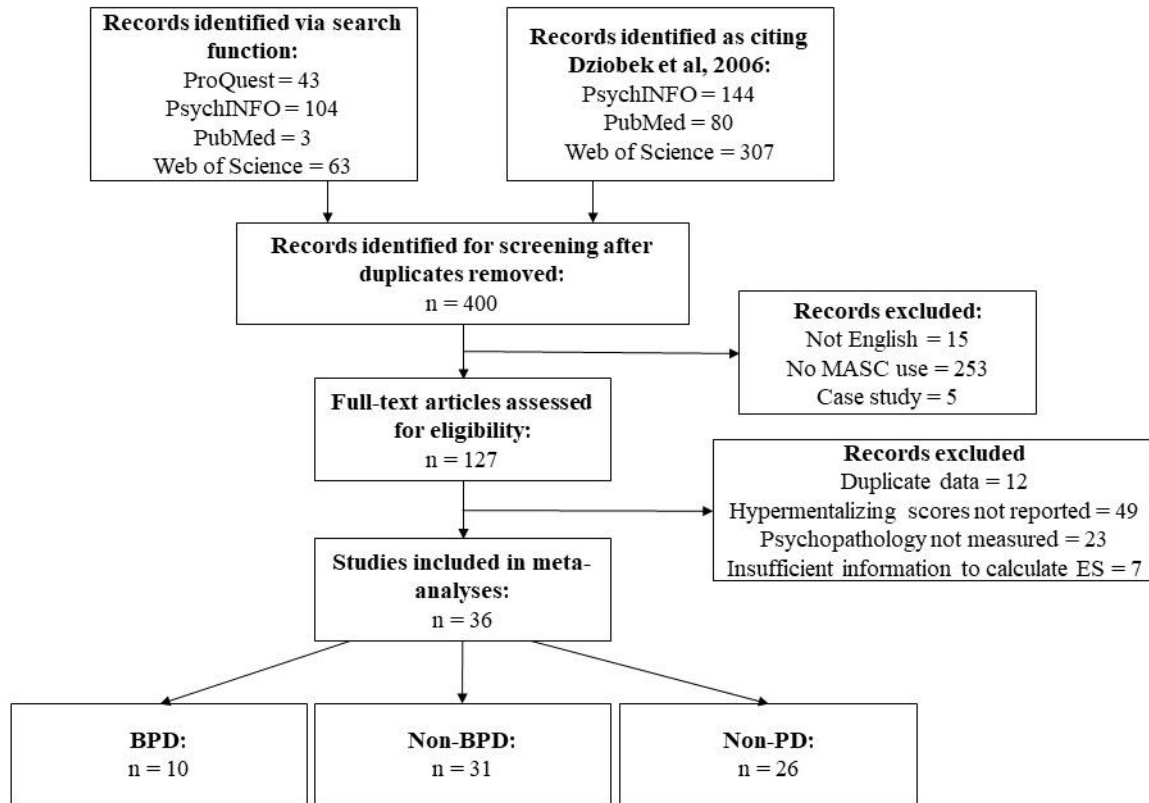 Records identified via search
function:
ProQuest = 43
PsychINFO = 104
PubMed = 3
Web of Science = 63
Records identified as citing
Dziobek et al, 2006:
PsychINFO = 144
PubMed = 80
Web of Science = 307
Records identified for screening after
duplicates removed:
n = 400
Records excluded:
Not English = 15
No MASC use = 253
Case study = 5
Full-text articles assessed
for eligibility:
n = 127
Records excluded
Duplicate data = 12
Hypermentalizing scores not reported = 49
Psychopathology not measured = 23
Insufficient information to calculate ES = 7
Studies included in meta-
analyses:
n = 36
BPD:
n = 10
Non-BPD:
n = 31
Non-PD:
n = 26